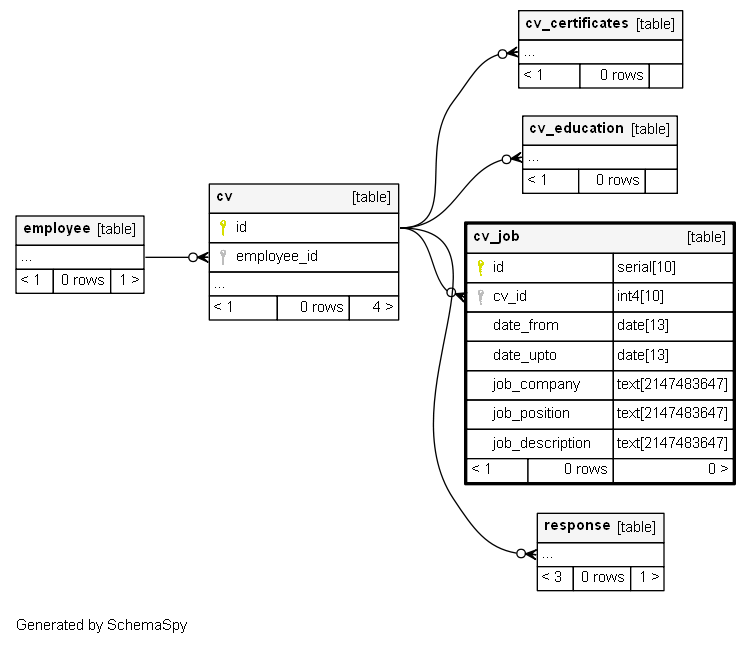 cv_certificates [table]
...
< 1 0 rows
cv_education [table]
...
< 1 0 rows
cv [table]
id
employee_id
...
< 1 0 rows 4 >
employee [table]
...
< 1 0 rows 1 >
cv_job [table]
id serial[10]
cv_id int4[10]
date_from date[13]
date_upto date[13]
job_company text[2147483647]
job_position text[2147483647]
job_description text[2147483647]
< 1 0 rows 0 >
response [table]
...
< 3 0 rows 1 >
Generated by SchemaSpy